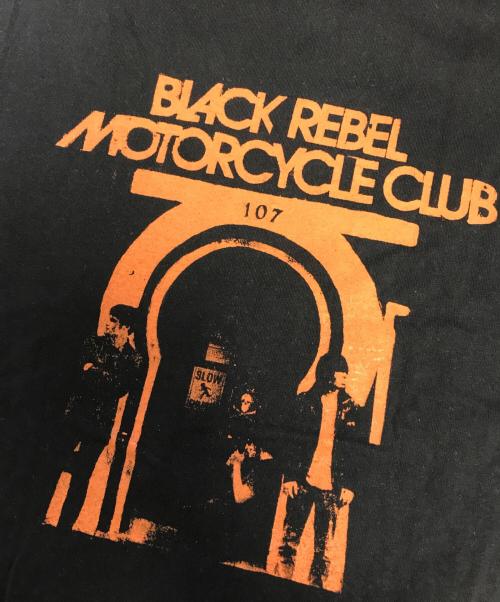 BLACK REBEL
MOTORCYCLE CLUB
107
SLOW